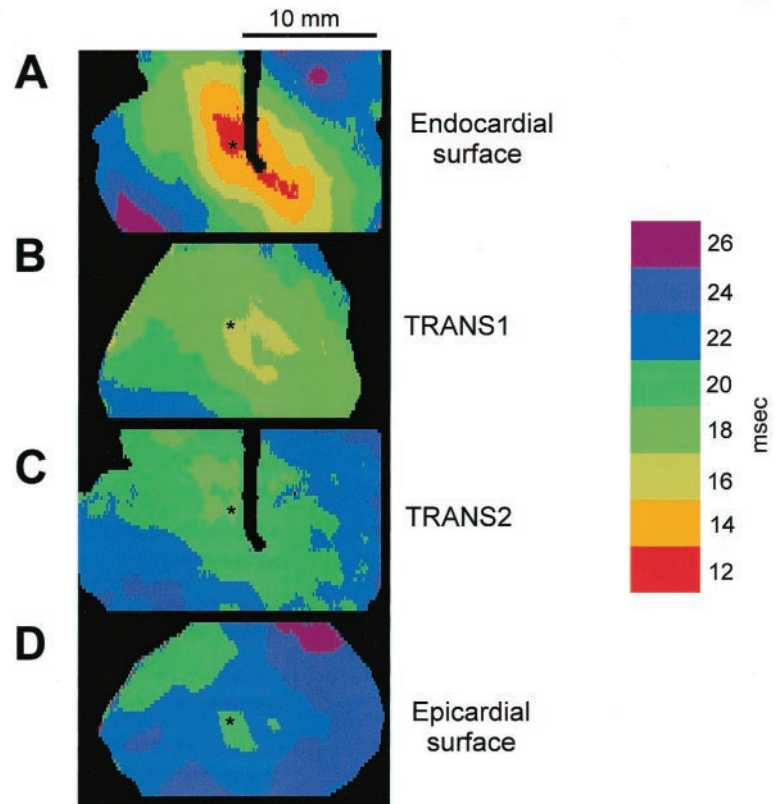 10 mm
A
Endocardial
surface
B
TRANS1
C
TRANS2
D
Epicardial
surface
26
24
22
20
18
16
14
12
msec
*
*
*
*